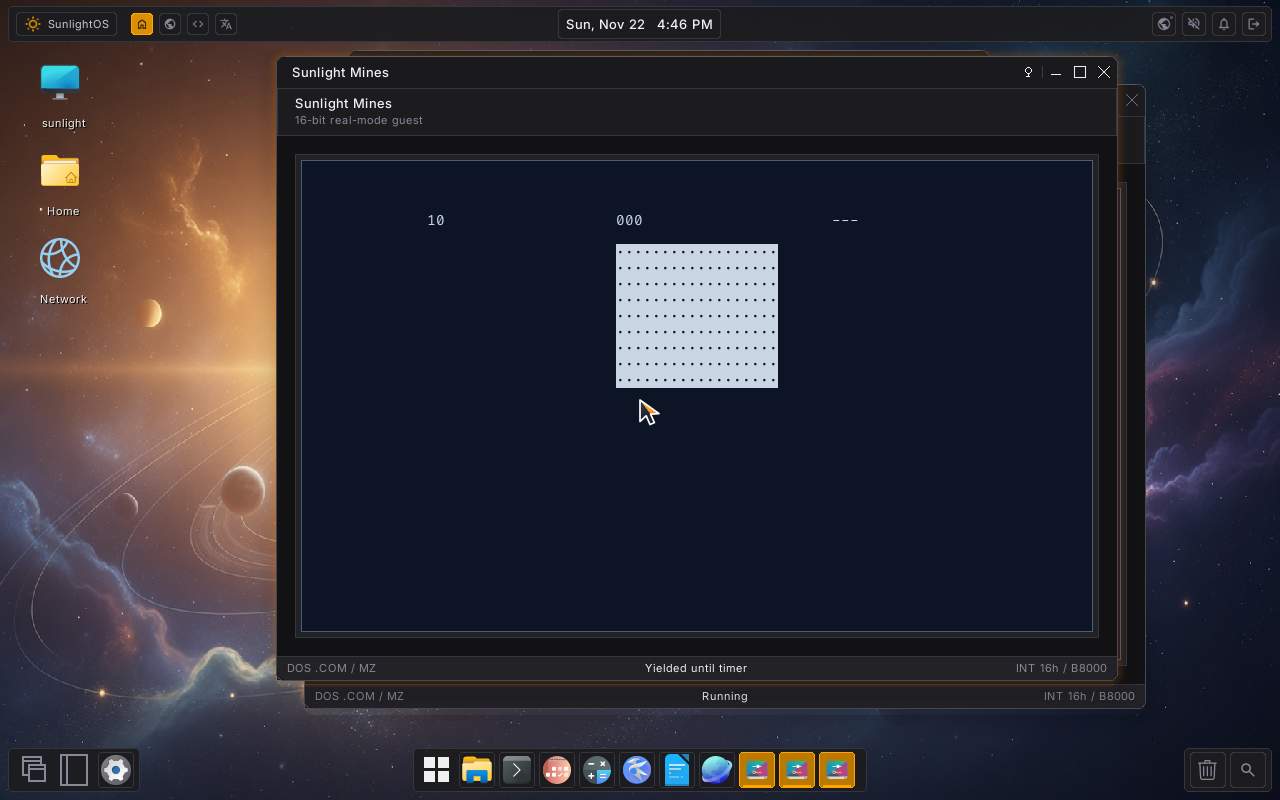 SunlightOS
Sun, Nov 22 4:46 PM
sunlight
Home
Network
Sunlight Mines
Sunlight Mines
16-bit real-mode guest
10 000 ---
DOS .COM / MZ Yielded until timer INT 16h / B8000
DOS .COM / MZ Running INT 16h / B8000